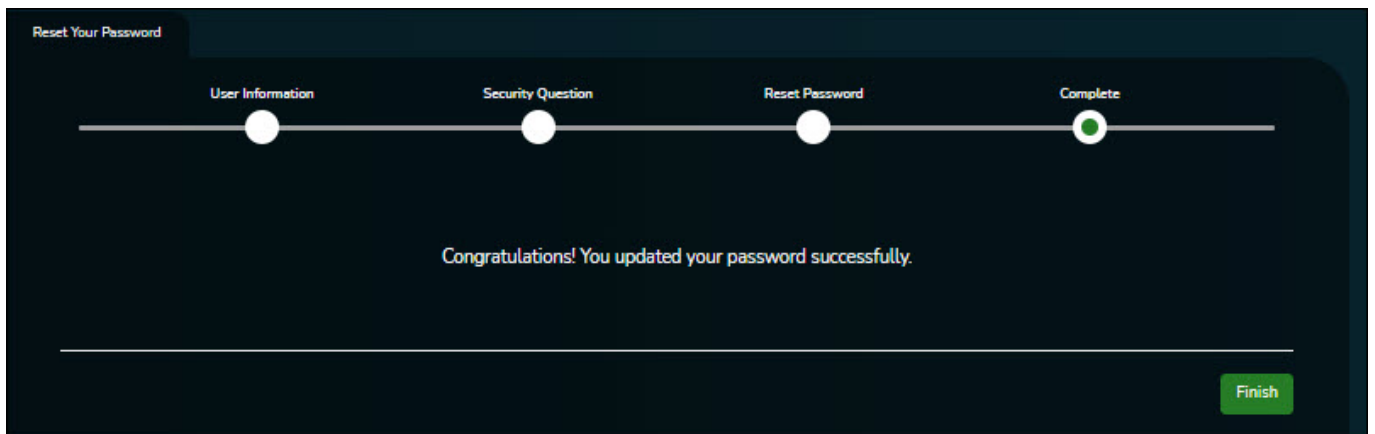 Reset Your Password
User Information
Security Question
Reset Password
Complete
Congratulations! You updated your password successfully.
Finish